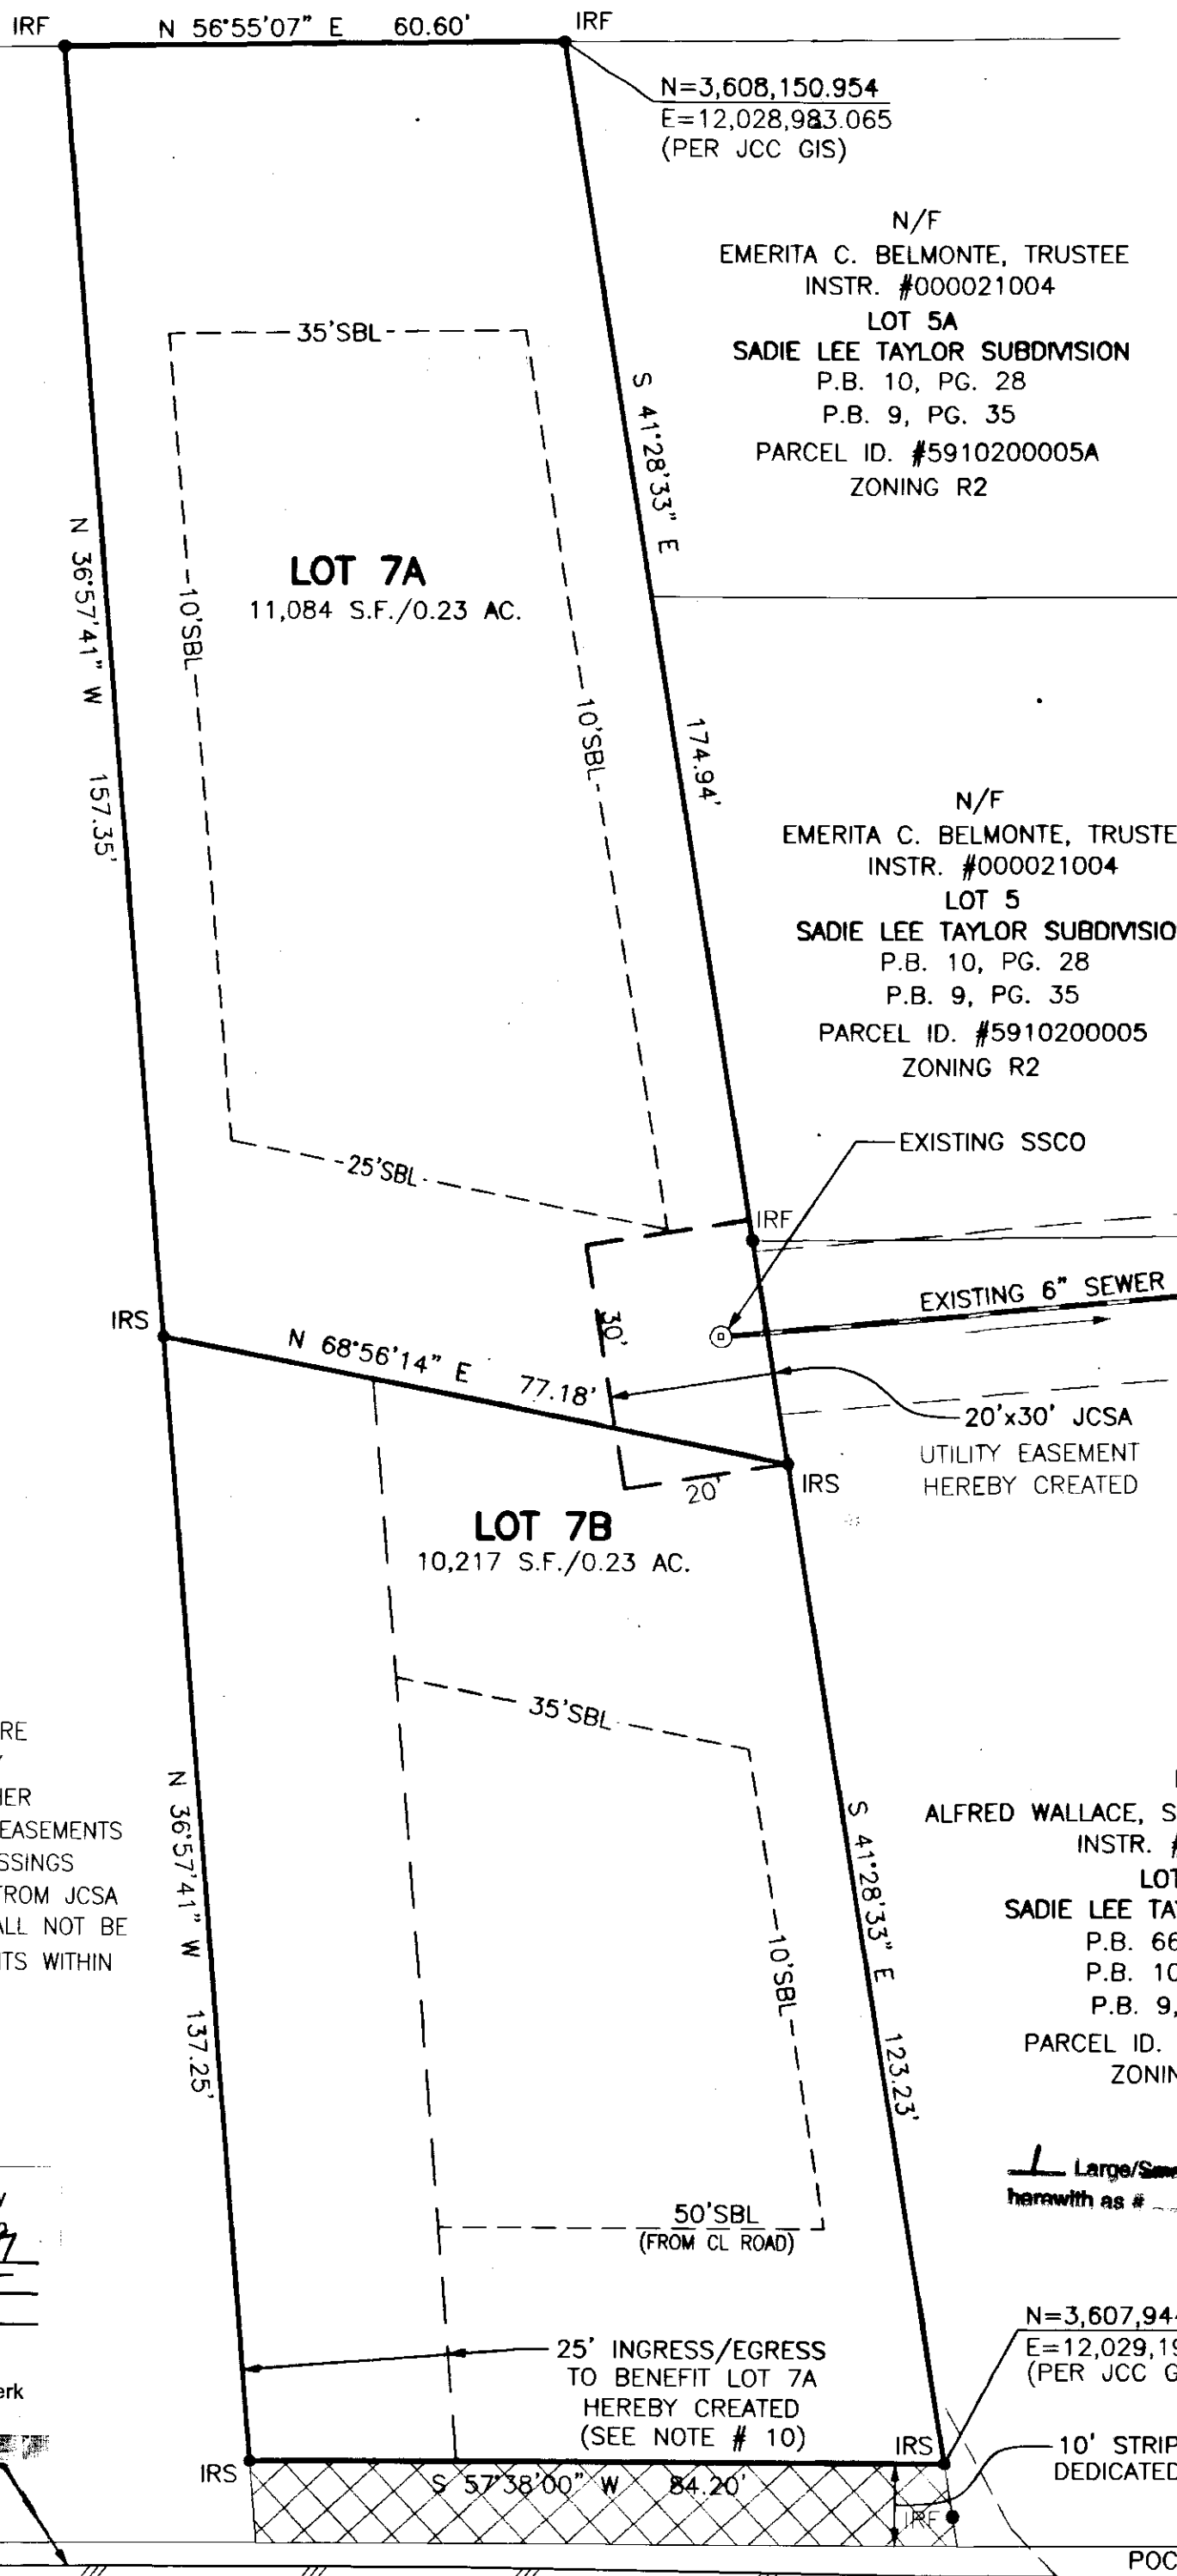 IRF
N 56°55'07" E 60.60'
IRF
N=3,608,150.954
E=12,028,983.065
(PER JCC GIS)
N/F
EMERITA C. BELMONTE, TRUSTEE
INSTR. #000021004
LOT 5A
SADIE LEE TAYLOR SUBDIVISION
P.B. 10, PG. 28
P.B. 9, PG. 35
PARCEL ID. #5910200005A
ZONING R2
35'SBL
S 41°28'33" E
174.94'
N 36°57'41" W 157.35'
LOT 7A
11,084 S.F./0.23 AC.
10'SBL
10'SBL
N/F
EMERITA C. BELMONTE, TRUSTE
INSTR. #000021004
LOT 5
SADIE LEE TAYLOR SUBDIVISIO
P.B. 10, PG. 28
P.B. 9, PG. 35
PARCEL ID. #5910200005
ZONING R2
EXISTING SSCO
25'SBL
IRF
EXISTING 6" SEWER
IRS
N 68°56'14" E 77.18'
30'
20'x30' JCSA
UTILITY EASEMENT
HEREBY CREATED
20'
IRS
LOT 7B
10,217 S.F./0.23 AC.
35'SBL
RE
HER
EASEMENTS
SSINGS
FROM JCSA
ALL NOT BE
TS WITHIN
N 36°57'41" W 137.25'
S 41°28'33" E 123.23'
10'SBL
ALFRED WALLACE, S
INSTR. #
LOT
SADIE LEE TA
P.B. 66
P.B. 10
P.B. 9,
PARCEL ID.
ZONIN
Large/
herewith as #
50'SBL
(FROM CL ROAD)
N=3,607,944
E=12,029,19
(PER JCC G
erk
25' INGRESS/EGRESS
TO BENEFIT LOT 7A
HEREBY CREATED
(SEE NOTE # 10)
IRS
IRS
S 57°38'00" W 84.20'
10' STRIP
DEDICATED
IRF
POC